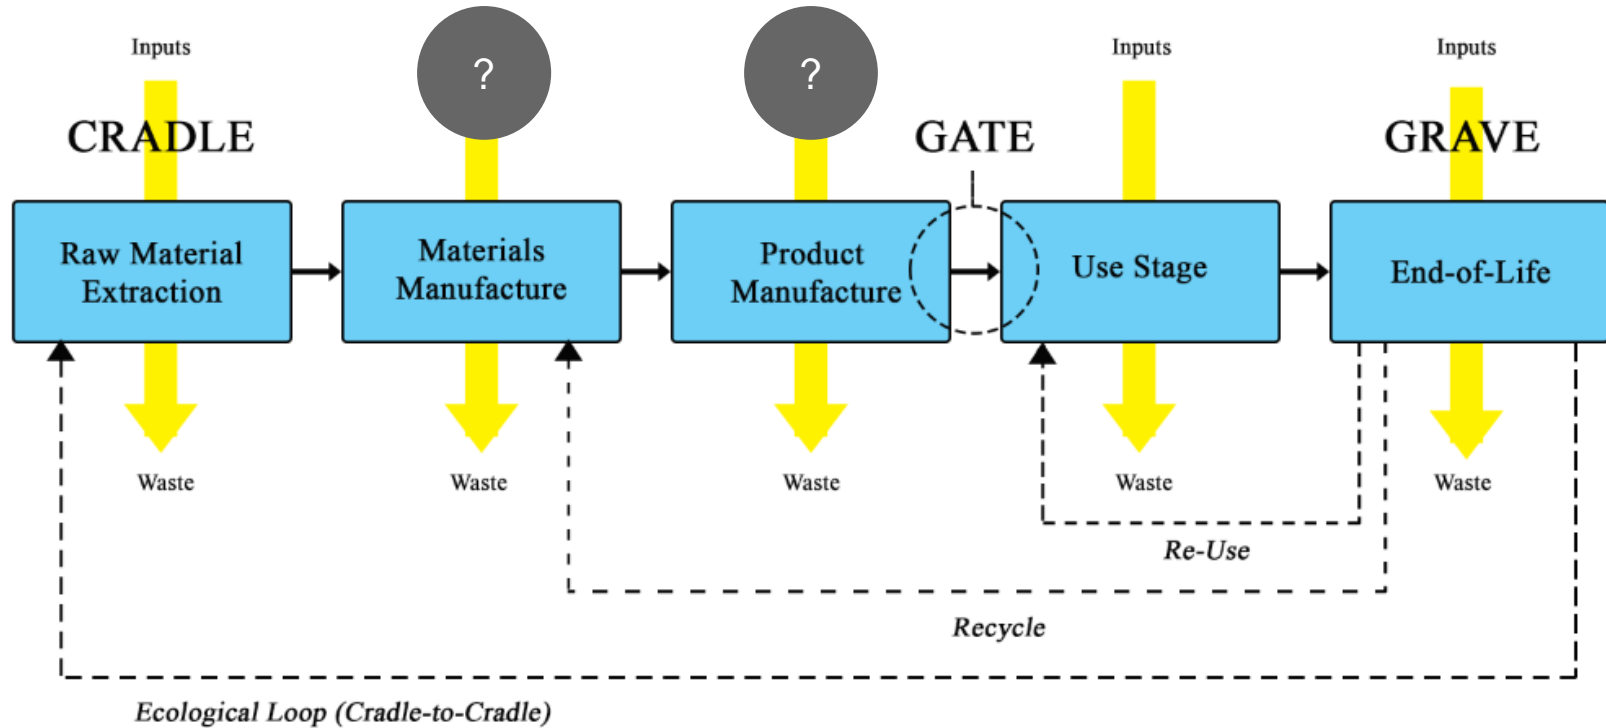 Inputs
?
?
Inputs
Inputs
CRADLE
GATE
GRAVE
Raw Material
Extraction
Materials
Manufacture
Product
Manufacture
Use Stage
End-of-Life
Waste
Waste
Waste
Waste
Waste
Re-Use
Recycle
Ecological Loop (Cradle-to-Cradle)